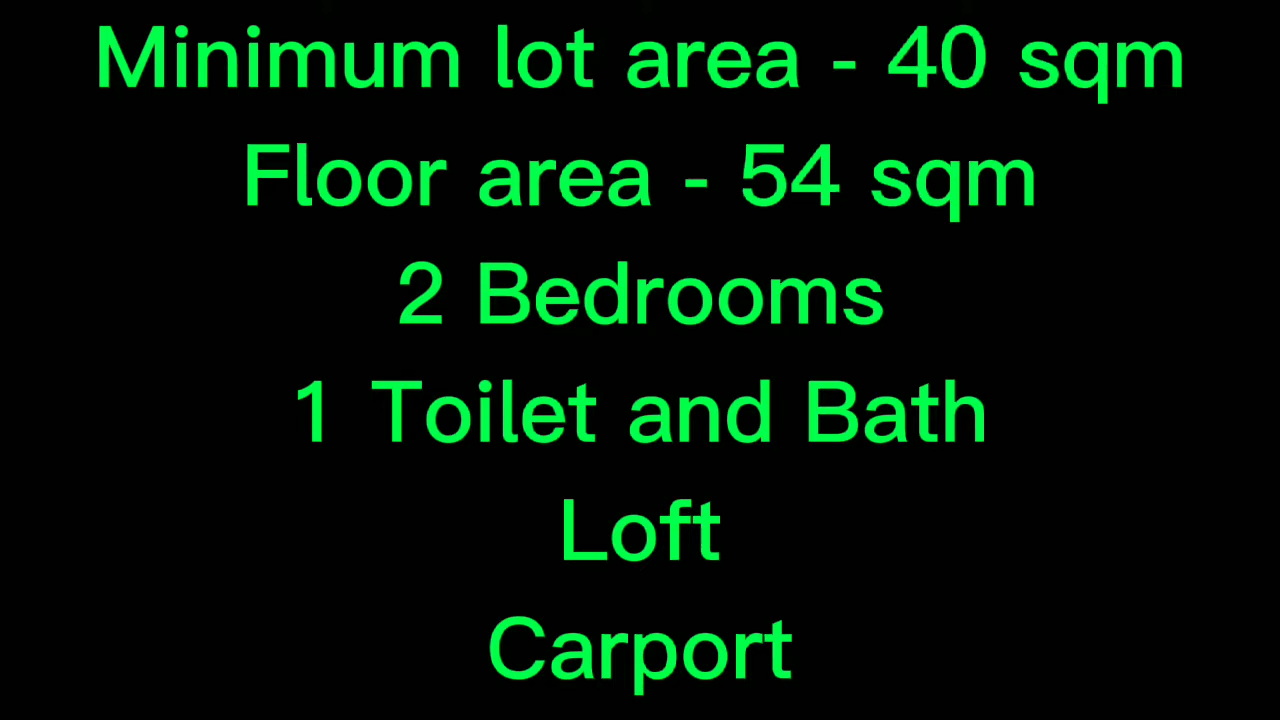 Minimum lot area - 40 sqm
Floor area - 54 sqm
2 Bedrooms
1 Toilet and Bath
Loft
Carport